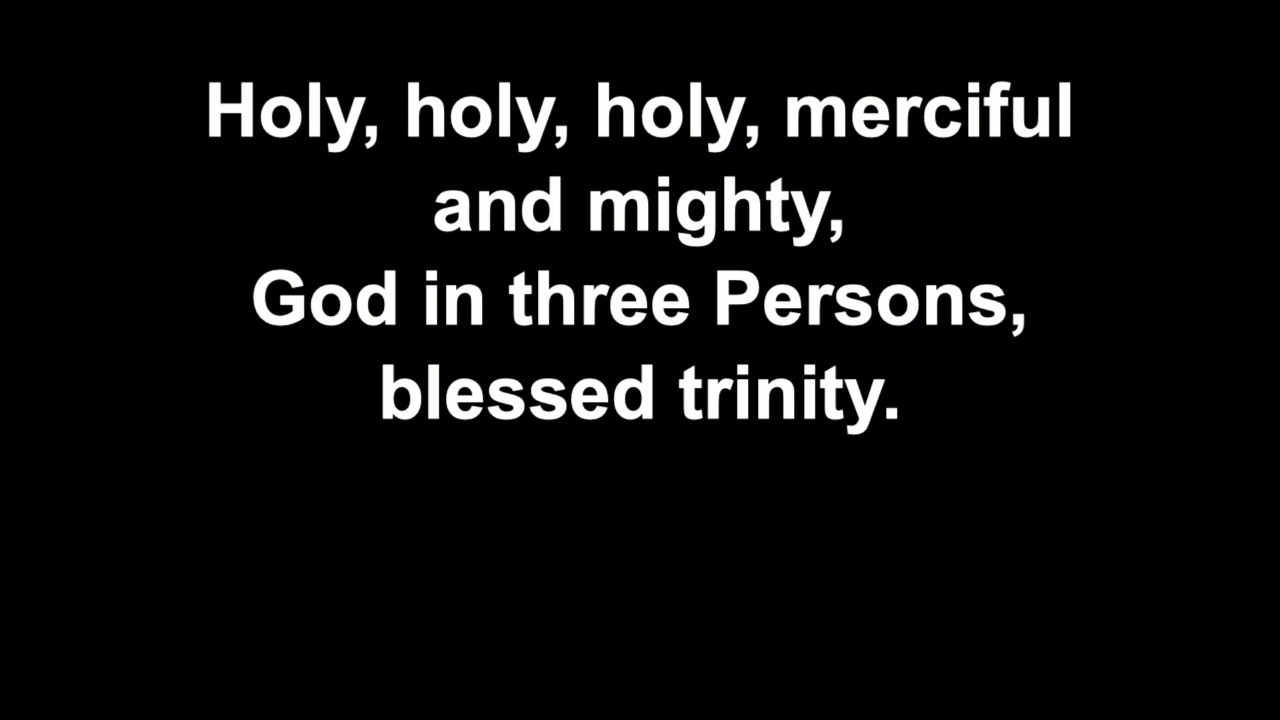 Holy, holy, holy, merciful
and mighty,
God in three Persons,
blessed trinity.